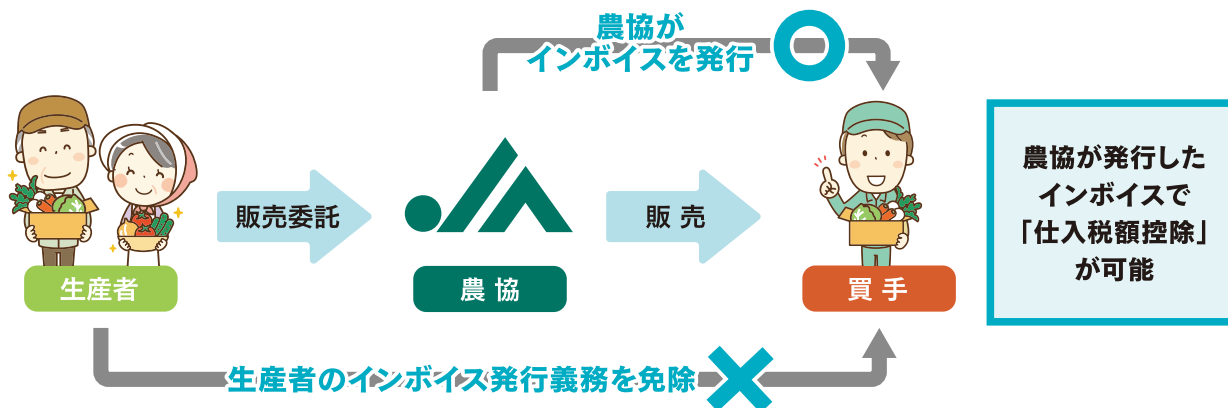 農協が
インボイスを発行
販売委託
販売
生産者
農協
買手
農協が発行した
インボイスで
「仕入税額控除」
が可能
生産者のインボイス発行義務を免除